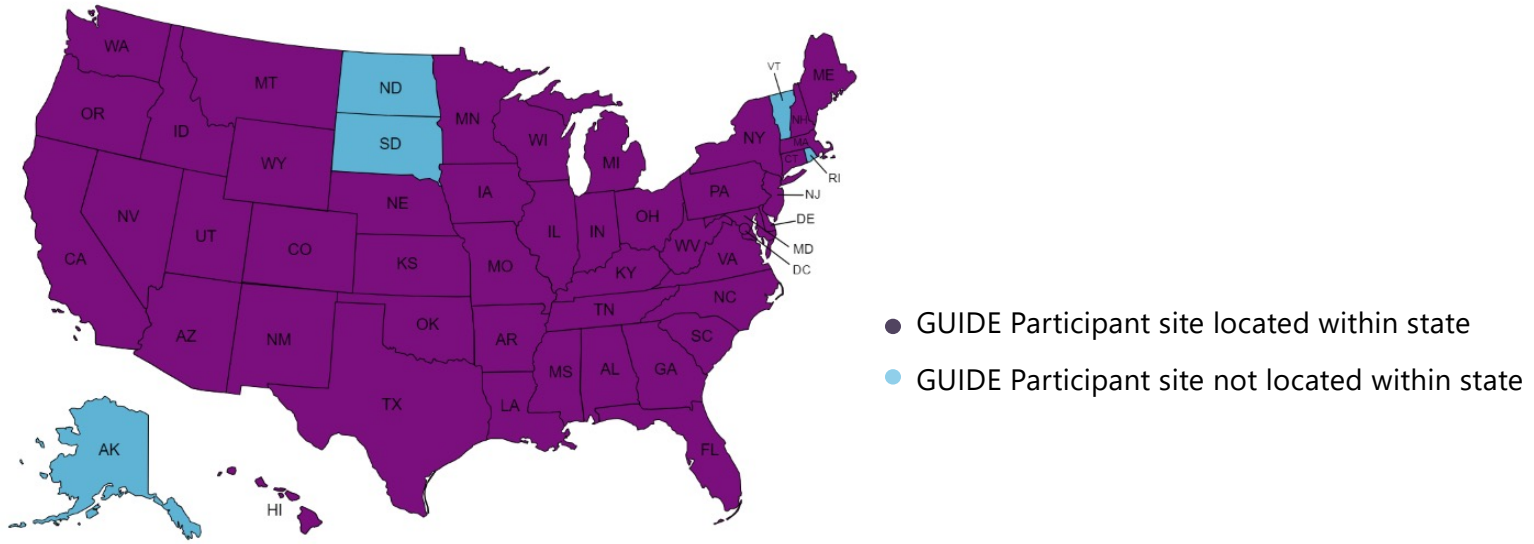 WA
MT
ND
MN
VT
ME
OR
ID
SD
WI
MI
NY
NH
MA
CT
RI
WY
IA
PA
NJ
NE
NV
UT
CO
IL
IN
OH
DE
MD
DC
CA
KS
MO
WV
VA
KY
NC
TN
AZ
NM
OK
AR
SC
MS
AL
GA
TX
LA
FL
AK
HI
GUIDE Participant site located within state
GUIDE Participant site not located within state